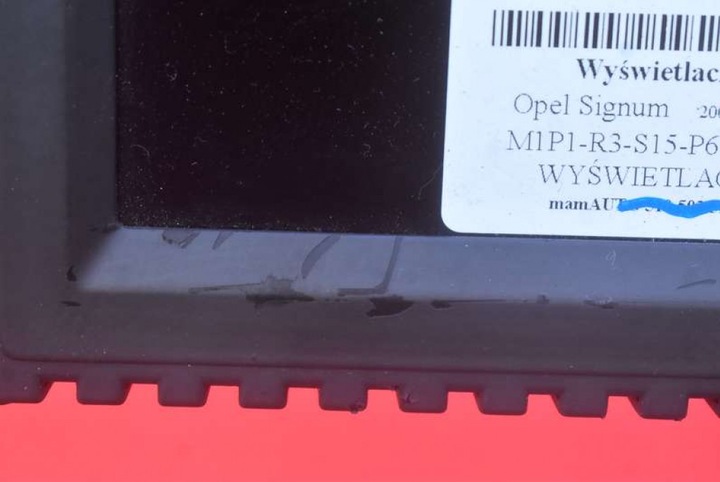 Wyświetlac
Opel Signum 200
M1P1-R3-S15-P6
WYŚWIETLAC
mamAUT